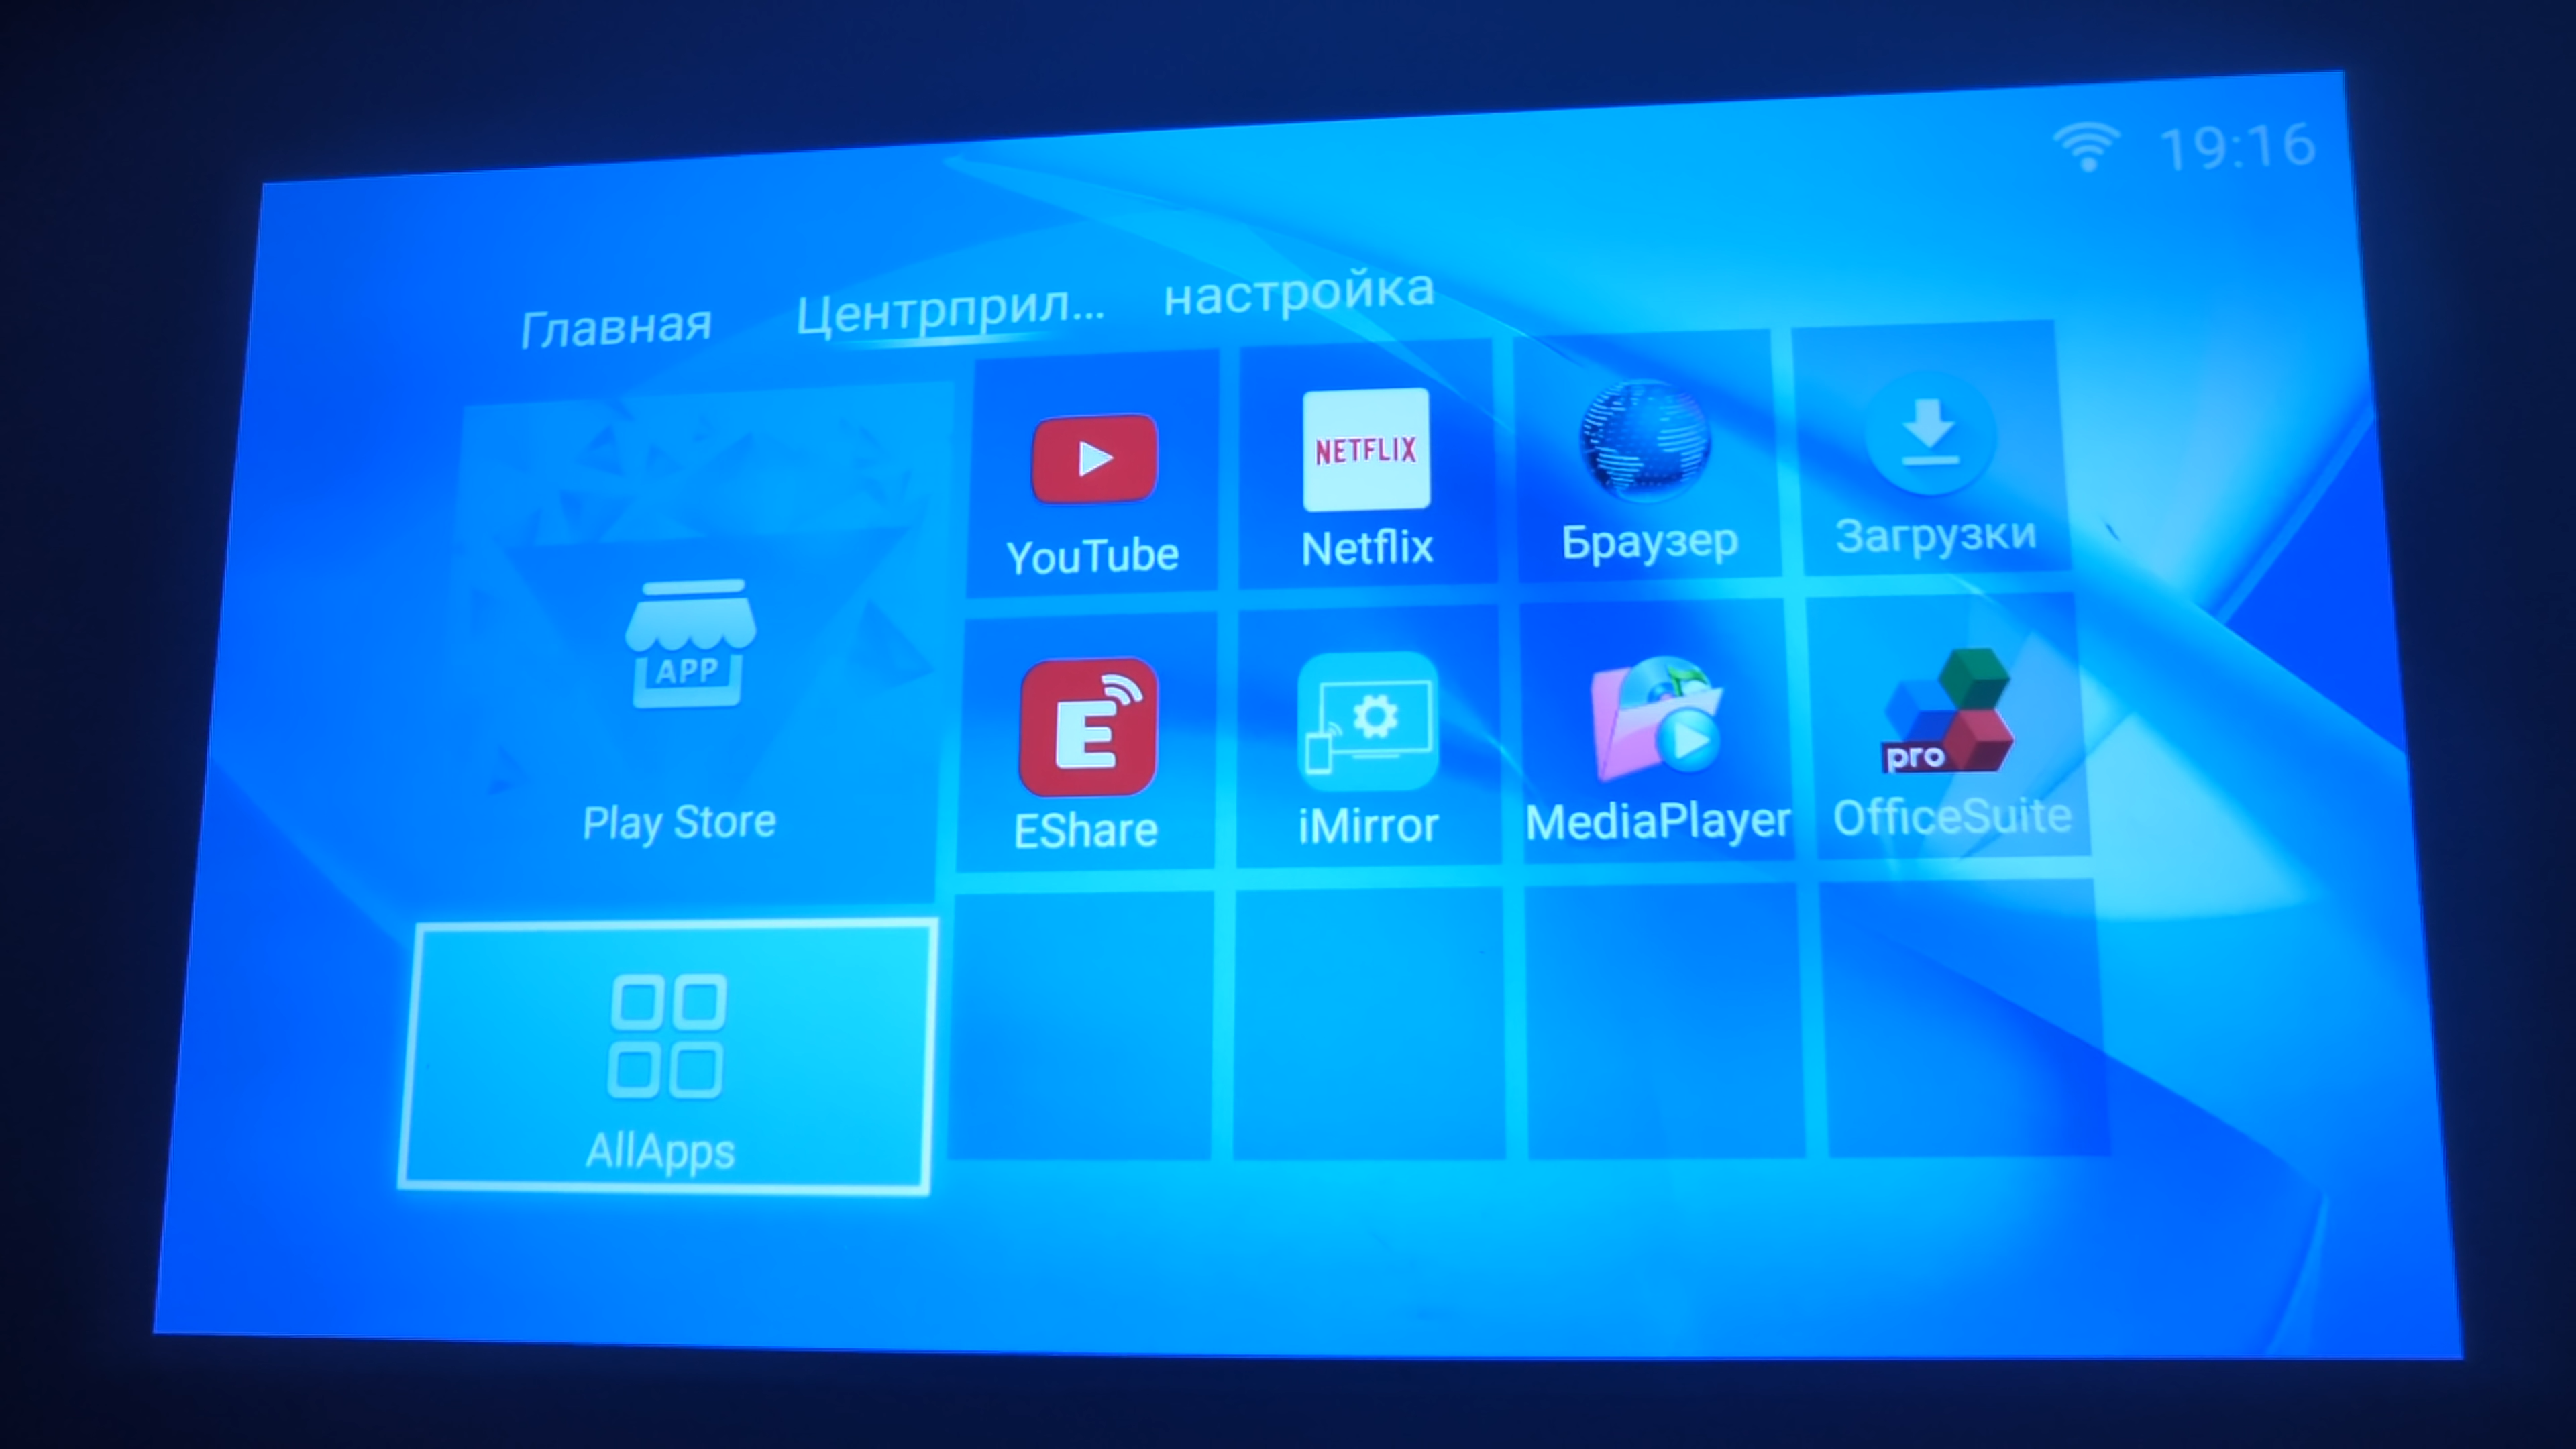 19:16
Главная Центрприл... настройка
YouTube
NETFLIX
Netflix
Браузер
Загрузки
APP
Play Store
E
EShare
iMirror
MediaPlayer
pro
OfficeSuite
AllApps